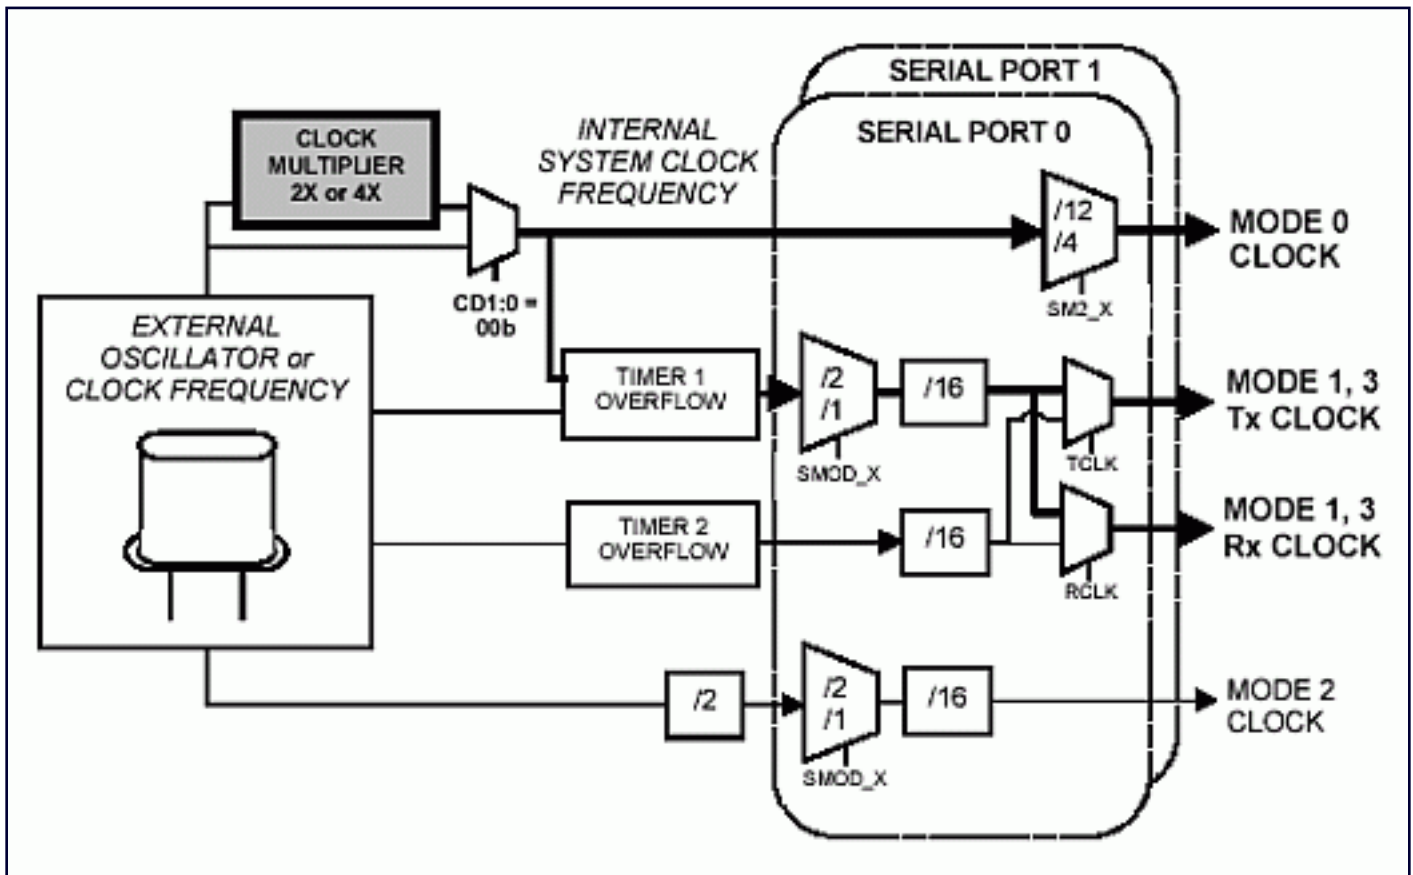 SERIAL PORT 1
SERIAL PORT 0
CLOCK
MULTIPLIER
2X or 4X
INTERNAL
SYSTEM CLOCK
FREQUENCY
/12
/4
SM2_X
MODE 0
CLOCK
CD1:0 =
00b
EXTERNAL
OSCILLATOR or
CLOCK FREQUENCY
TIMER 1
OVERFLOW
/2
/1
SMOD_X
/16
TCLK
MODE 1, 3
Tx CLOCK
TIMER 2
OVERFLOW
/16
RCLK
MODE 1, 3
Rx CLOCK
/2
/2
/1
SMOD_X
/16
MODE 2
CLOCK